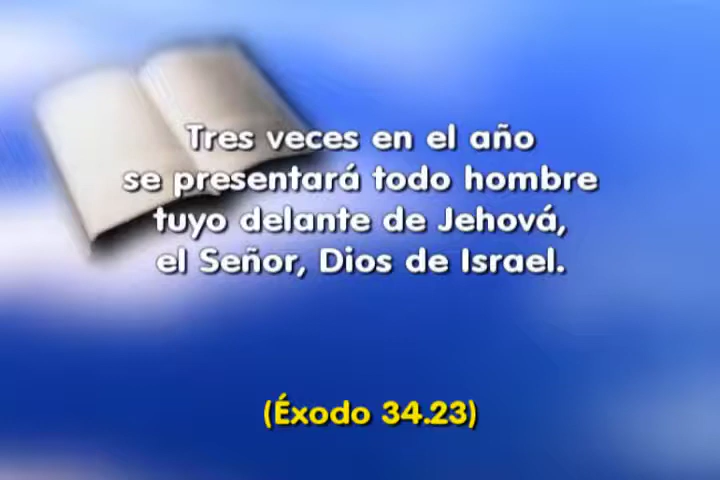 Tres veces en el año
se presentará todo hombre
tuyo delante de Jehová,
el Señor, Dios de Israel.
(Éxodo 34.23)